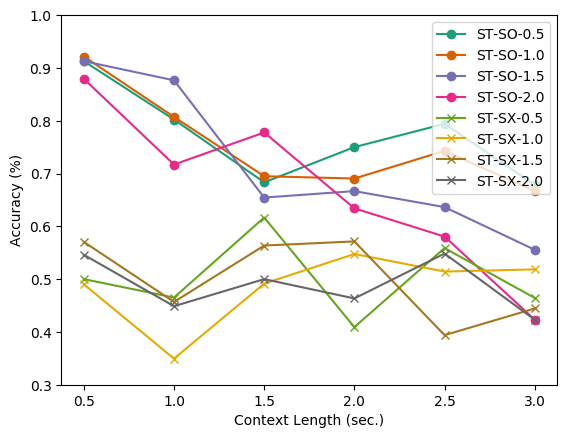 1.0
0.9
0.8
0.7
0.6
0.5
0.4
0.3
Accuracy (%)
ST-SO-0.5
ST-SO-1.0
ST-SO-1.5
ST-SO-2.0
ST-SX-0.5
ST-SX-1.0
ST-SX-1.5
ST-SX-2.0
0.5 1.0 1.5 2.0 2.5 3.0
Context Length (sec.)